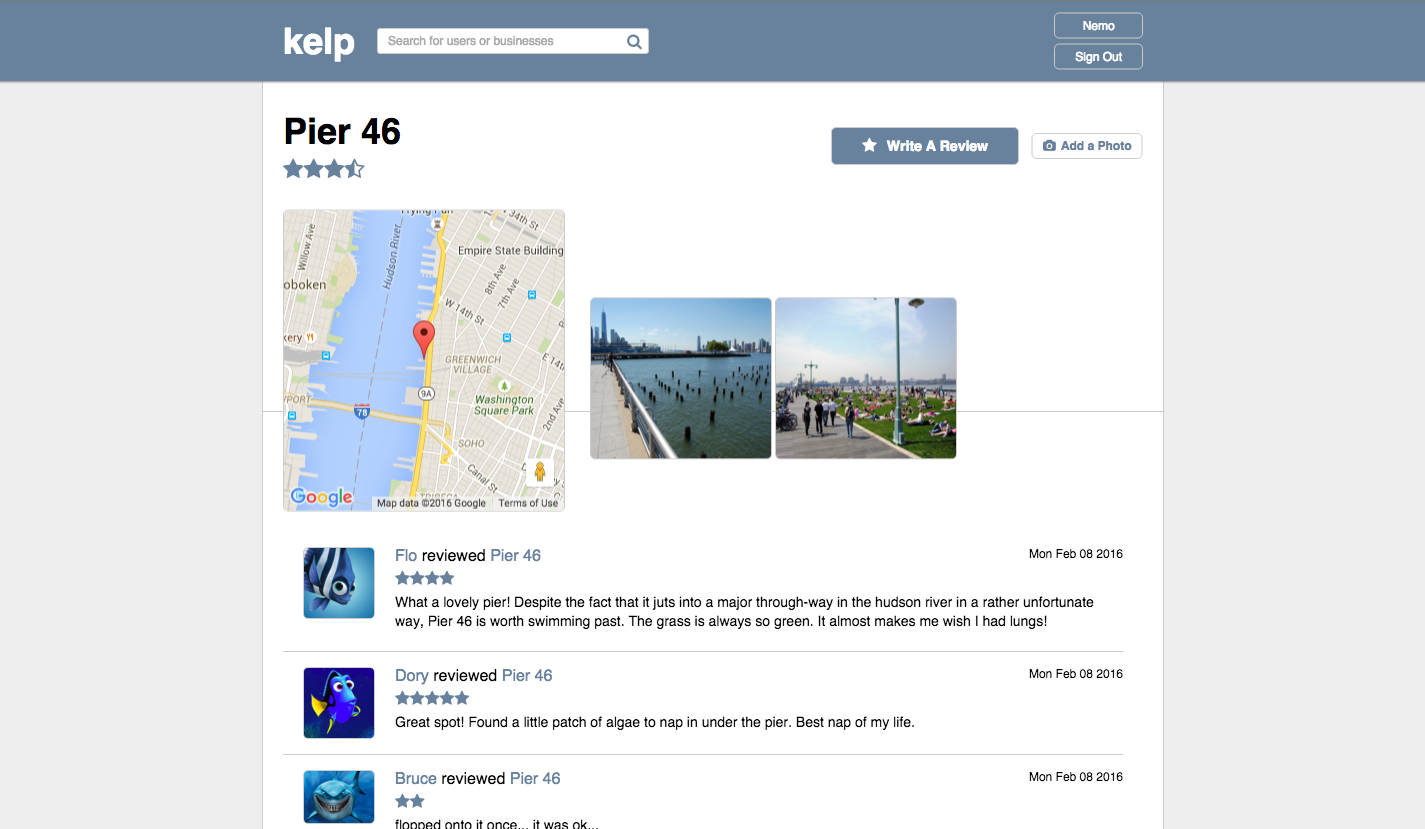 kelp
Search for users or businesses
Nemo
Sign Out
Pier 46
Write A Review
Add a Photo
W 34th St
Willow Ave
Hudson River
Empire State Building
8th Ave
7th Ave
oboken
W 14th St
kery
GREENWICH
VILLAGE
E 14t
9A
78
Washington
Square Park
2nd Ave
SOHO
Canal St
Google
Map data ©2016 Google
Terms of Use
Flo reviewed Pier 46
Mon Feb 08 2016
What a lovely pier! Despite the fact that it juts into a major through-way in the hudson river in a rather unfortunate
way, Pier 46 is worth swimming past. The grass is always so green. It almost makes me wish I had lungs!
Dory reviewed Pier 46
Mon Feb 08 2016
Great spot! Found a little patch of algae to nap in under the pier. Best nap of my life.
Bruce reviewed Pier 46
Mon Feb 08 2016
flopped onto it once... it was ok...